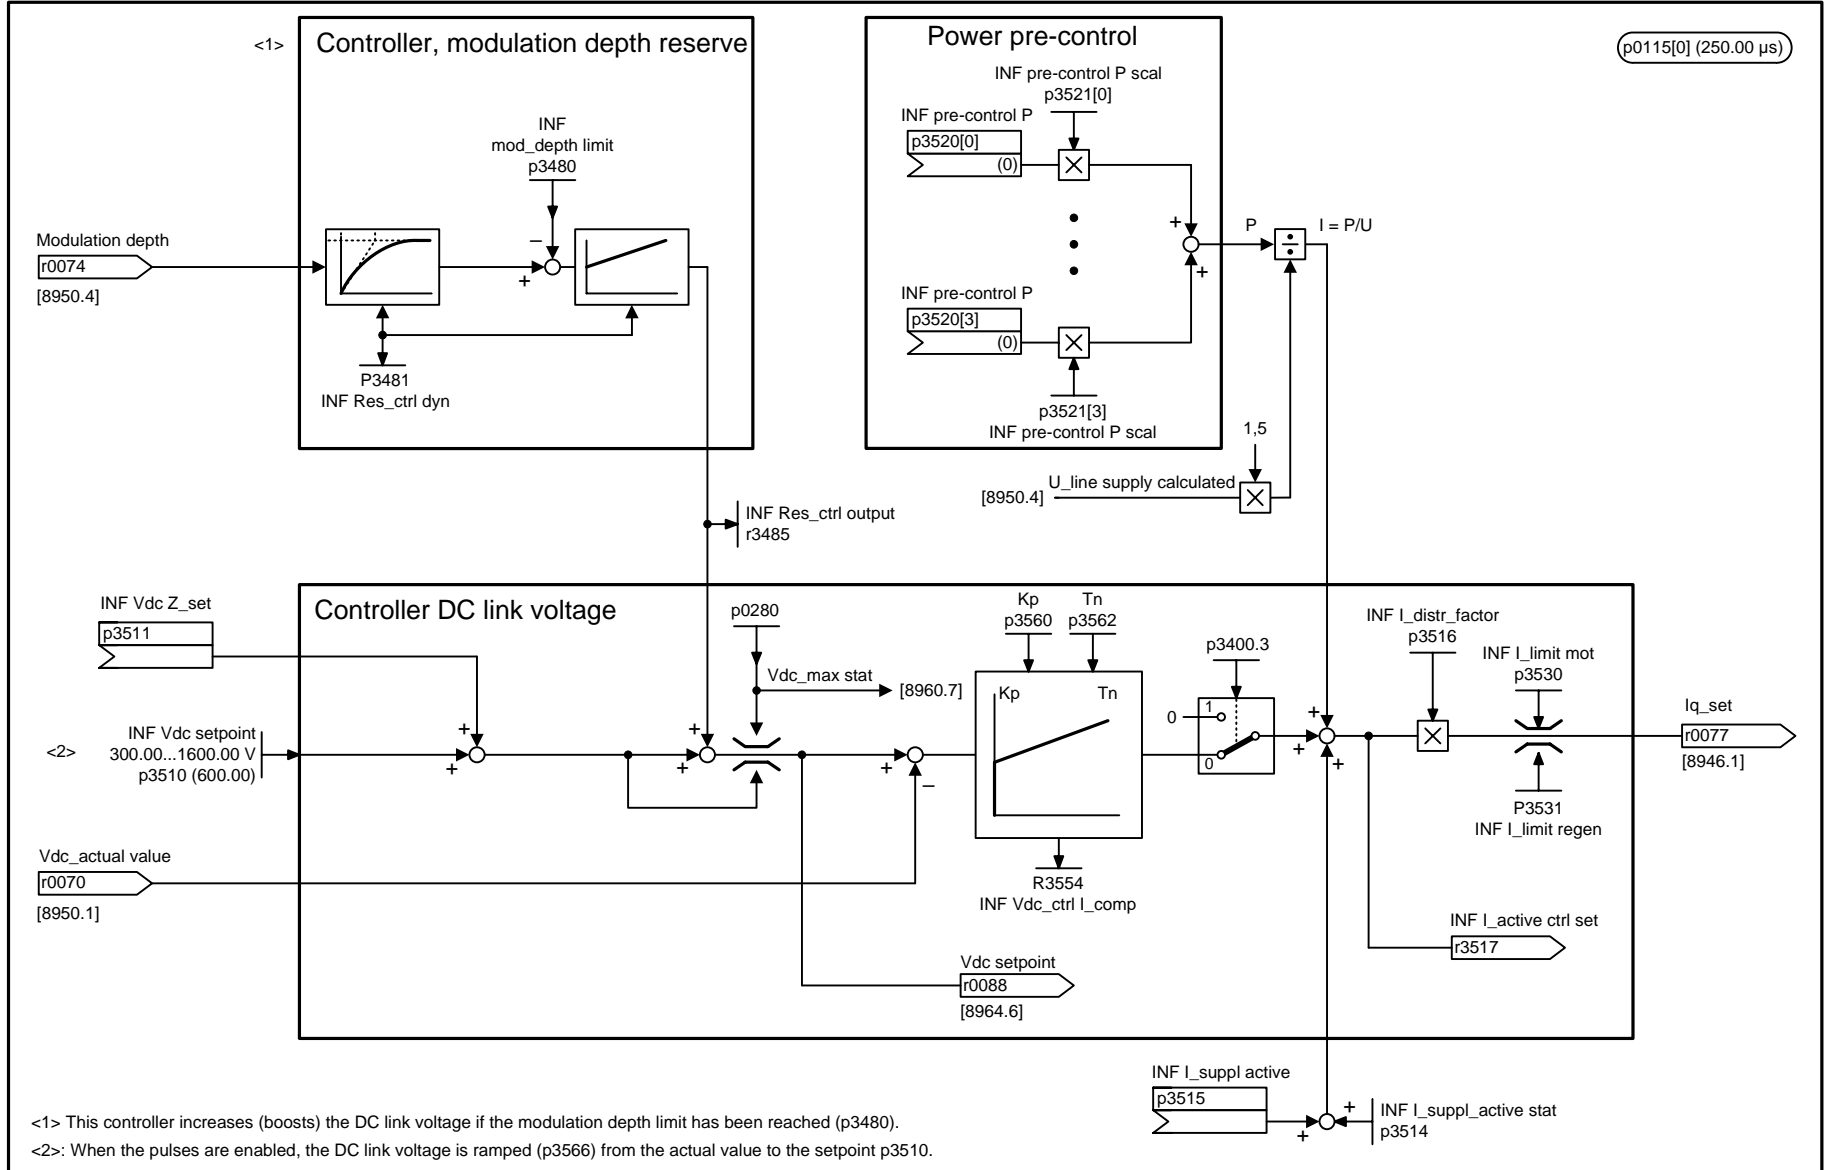 <1>
Controller, modulation depth reserve
Power pre-control
p0115[0] (250.00 µs)
INF pre-control P scal
p3521[0]
INF pre-control P
p3520[0]
(0)
INF
mod_depth limit
p3480
Modulation depth
r0074
[8950.4]
–
+
P3481
INF Res_ctrl dyn
INF pre-control P
p3520[3]
(0)
p3521[3]
INF pre-control P scal
+
+
P
÷
I = P/U
1,5
U_line supply calculated
[8950.4]
INF Res_ctrl output
r3485
Controller DC link voltage
INF Vdc Z_set
p3511
<2>
INF Vdc setpoint
300.00...1600.00 V
p3510 (600.00)
+
+
+
+
p0280
Vdc_max stat
[8960.7]
+
–
Kp
p3560
Tn
p3562
Kp
Tn
R3554
INF Vdc_ctrl I_comp
p3400.3
0
1
0
+
+
+
INF I_distr_factor
p3516
INF I_limit mot
p3530
P3531
INF I_limit regen
Iq_set
r0077
[8946.1]
Vdc_actual value
r0070
[8950.1]
Vdc setpoint
r0088
[8964.6]
INF I_active ctrl set
r3517
INF I_suppl active
p3515
+
+
INF I_suppl_active stat
p3514
<1> This controller increases (boosts) the DC link voltage if the modulation depth limit has been reached (p3480).
<2>: When the pulses are enabled, the DC link voltage is ramped (p3566) from the actual value to the setpoint p3510.